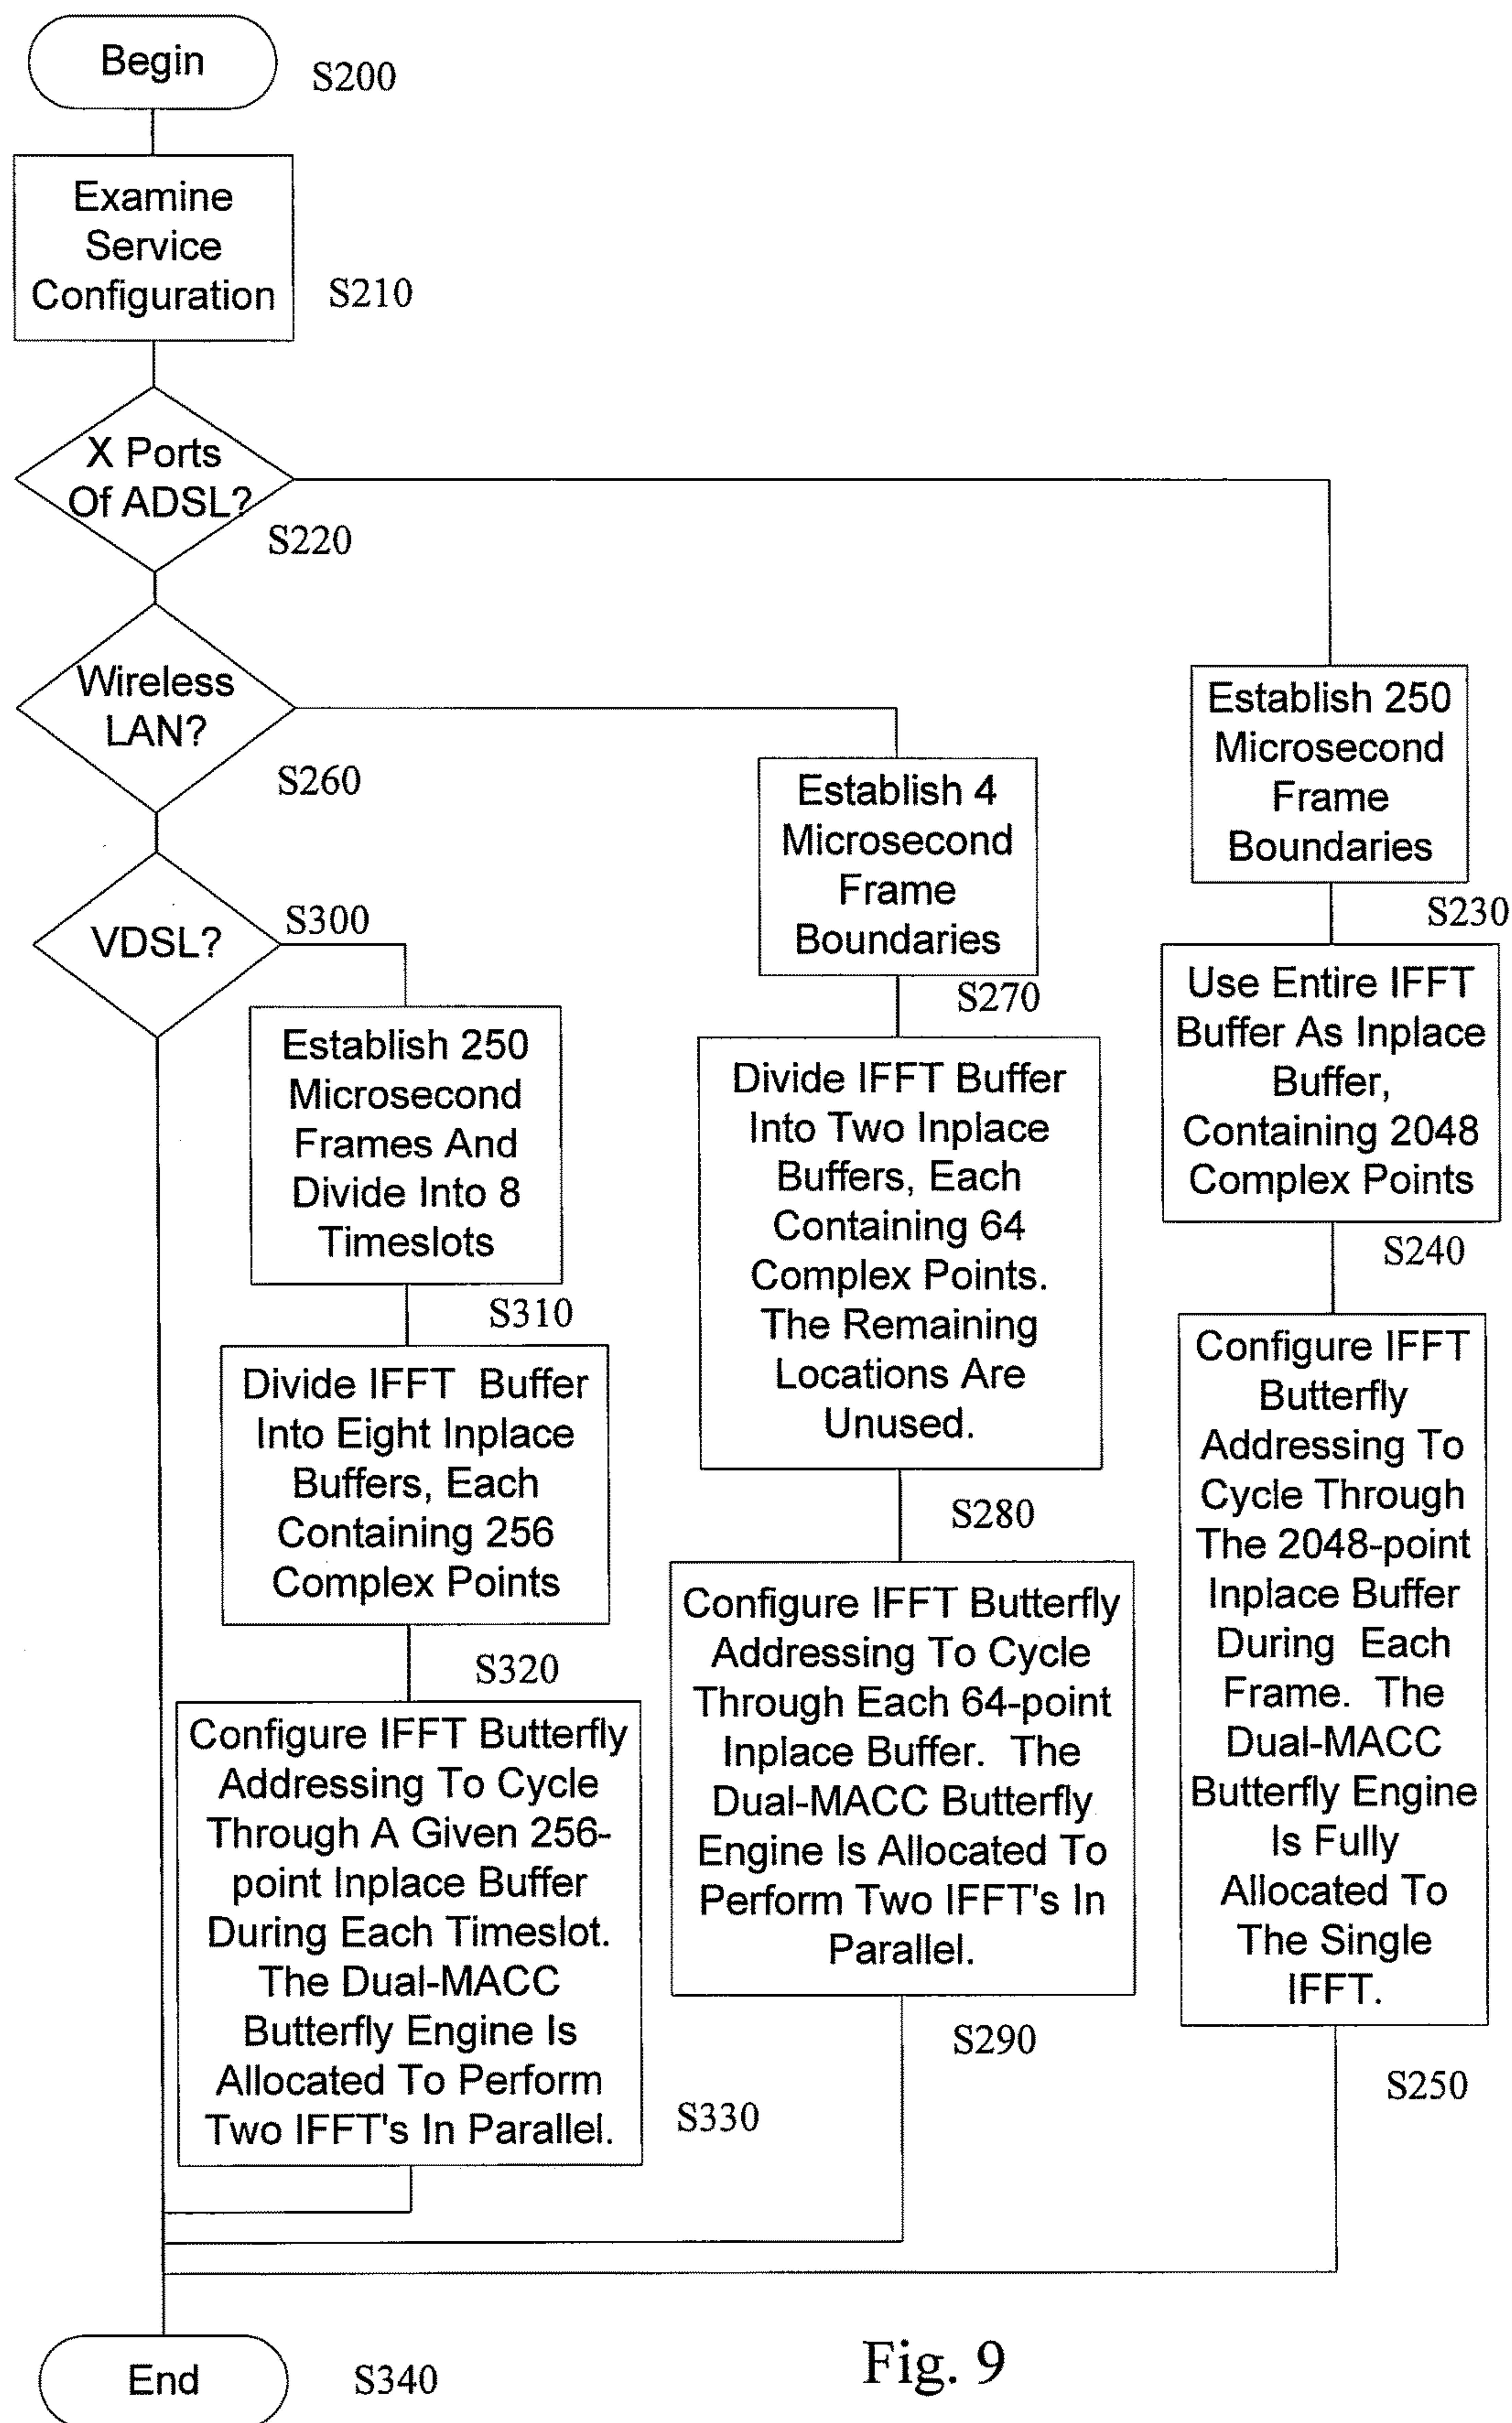 Begin
S200
Examine
Service
Configuration
S210
X Ports
Of ADSL?
S220
Wireless
LAN?
S260
VDSL?
S300
Establish 250
Microsecond
Frames And
Divide Into 8
Timeslots
S310
Divide IFFT Buffer
Into Eight Inplace
Buffers, Each
Containing 256
Complex Points
S320
Configure IFFT Butterfly
Addressing To Cycle
Through A Given 256-
point Inplace Buffer
During Each Timeslot.
The Dual-MACC
Butterfly Engine Is
Allocated To Perform
Two IFFT's In Parallel.
S330
Establish 4
Microsecond
Frame
Boundaries
S270
Divide IFFT Buffer
Into Two Inplace
Buffers, Each
Containing 64
Complex Points.
The Remaining
Locations Are
Unused.
S280
Configure IFFT Butterfly
Addressing To Cycle
Through Each 64-point
Inplace Buffer. The
Dual-MACC Butterfly
Engine Is Allocated To
Perform Two IFFT's In
Parallel.
S290
Establish 250
Microsecond
Frame
Boundaries
S230
Use Entire IFFT
Buffer As Inplace
Buffer,
Containing 2048
Complex Points
S240
Configure IFFT
Butterfly
Addressing To
Cycle Through
The 2048-point
Inplace Buffer
During Each
Frame. The
Dual-MACC
Butterfly Engine
Is Fully
Allocated To
The Single
IFFT.
S250
End
S340
Fig. 9